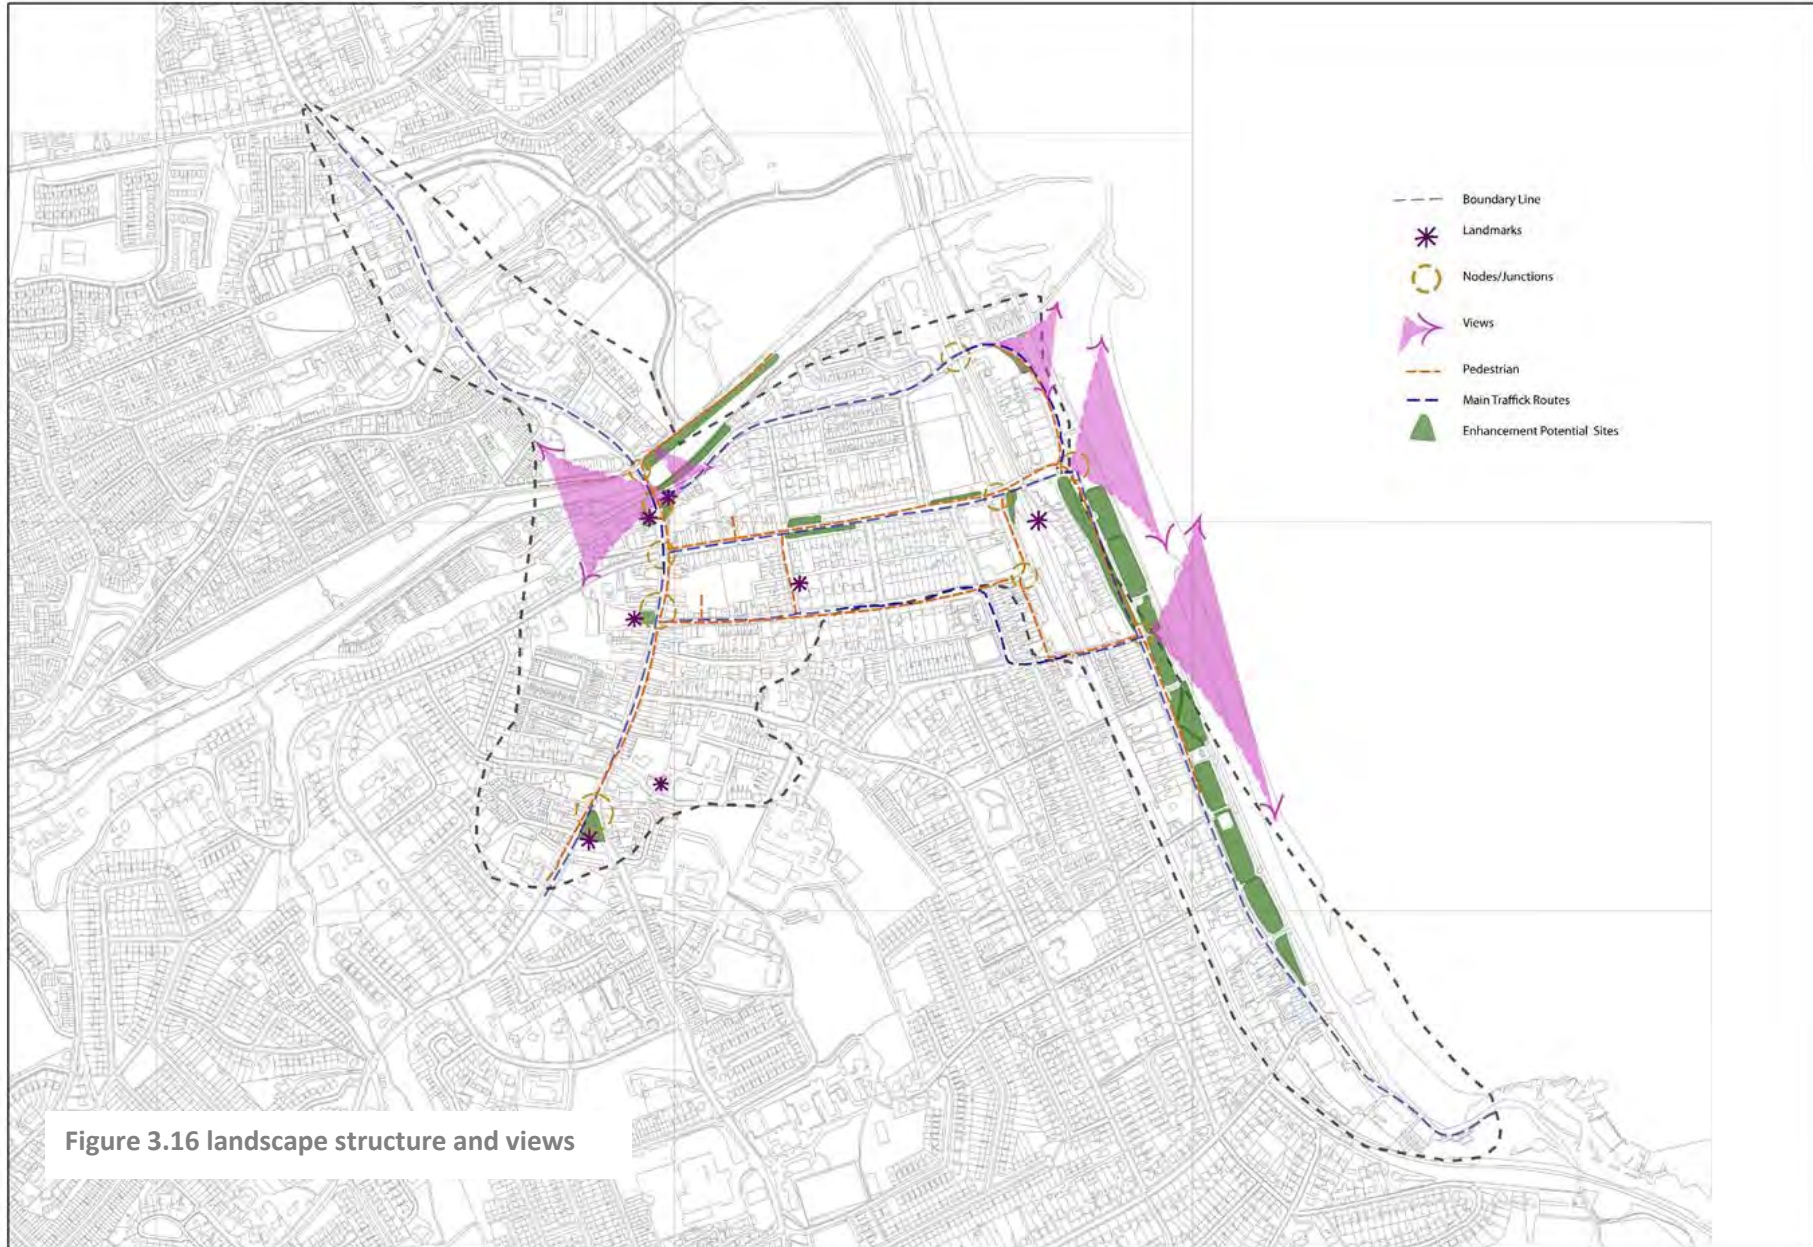 Boundary Line
Landmarks
Nodes/Junctions
Views
Pedestrian
Main Traffick Routes
Enhancement Potential Sites
Figure 3.16 landscape structure and views